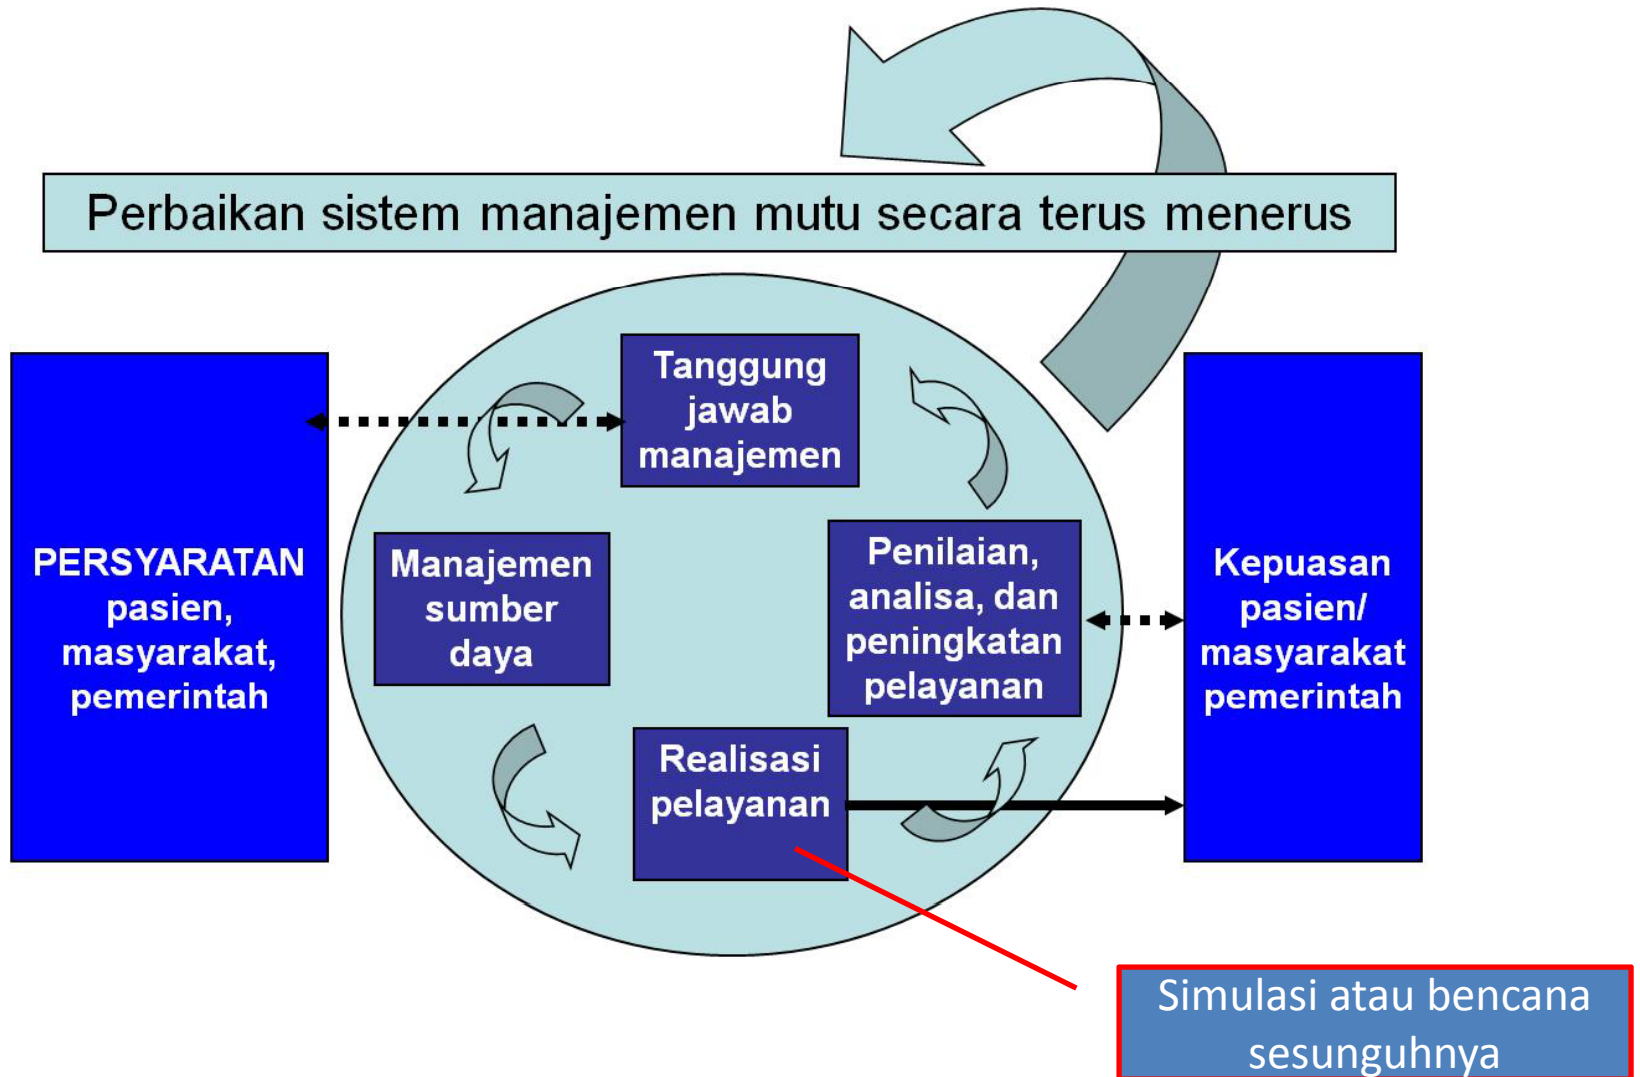 Perbaikan sistem manajemen mutu secara terus menerus
Tanggung
jawab
manajemen
PERSYARATAN
pasien,
masyarakat,
pemerintah
Manajemen
sumber
daya
Penilaian,
analisa, dan
peningkatan
pelayanan
Kepuasan
pasien/
masyarakat
pemerintah
Realisasi
pelayanan
Simulasi atau bencana
sesunguhnya